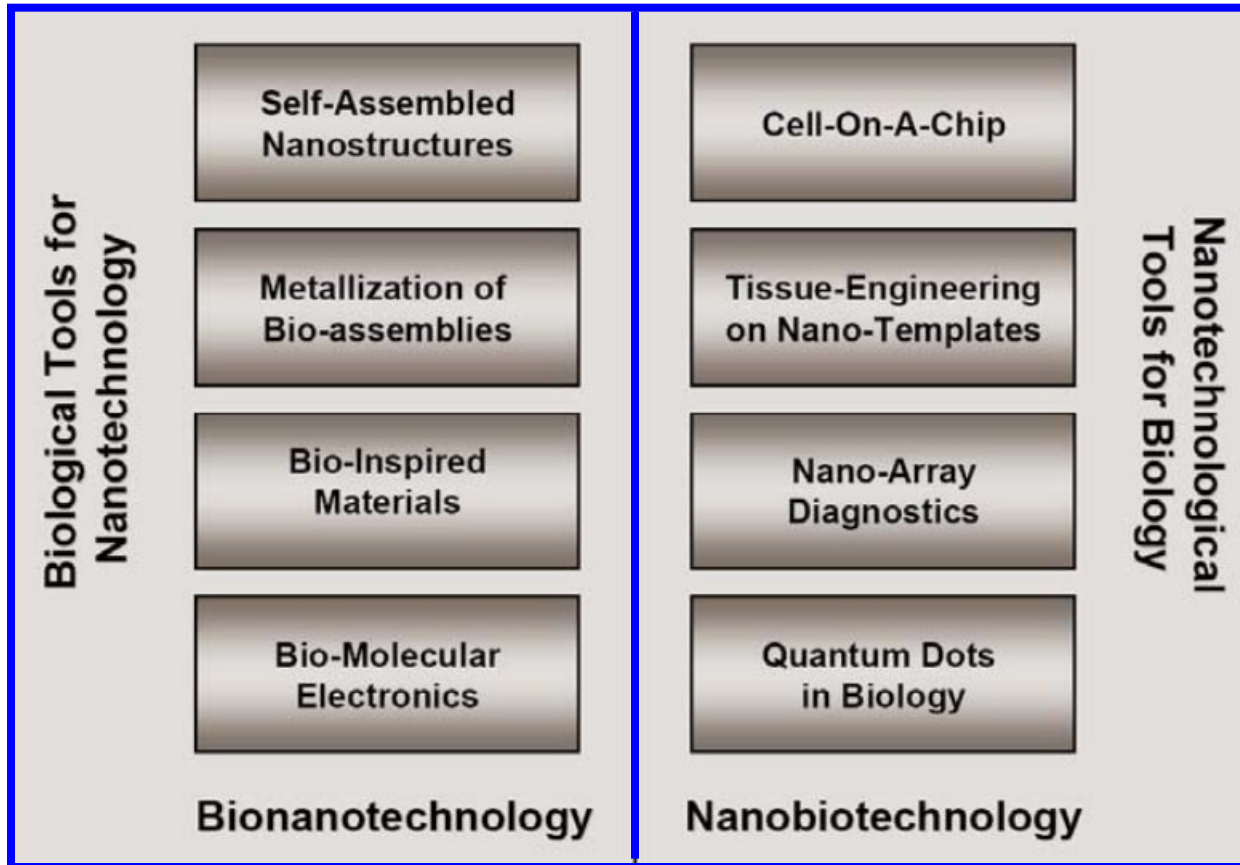 Biological Tools for
Nanotechnology
Self-Assembled
Nanostructures
Metallization of
Bio-assemblies
Bio-Inspired
Materials
Bio-Molecular
Electronics
Bionanotechnology
Cell-On-A-Chip
Tissue-Engineering
on Nano-Templates
Nano-Array
Diagnostics
Quantum Dots
in Biology
Nanobiotechnology
Nanotechnological
Tools for Biology